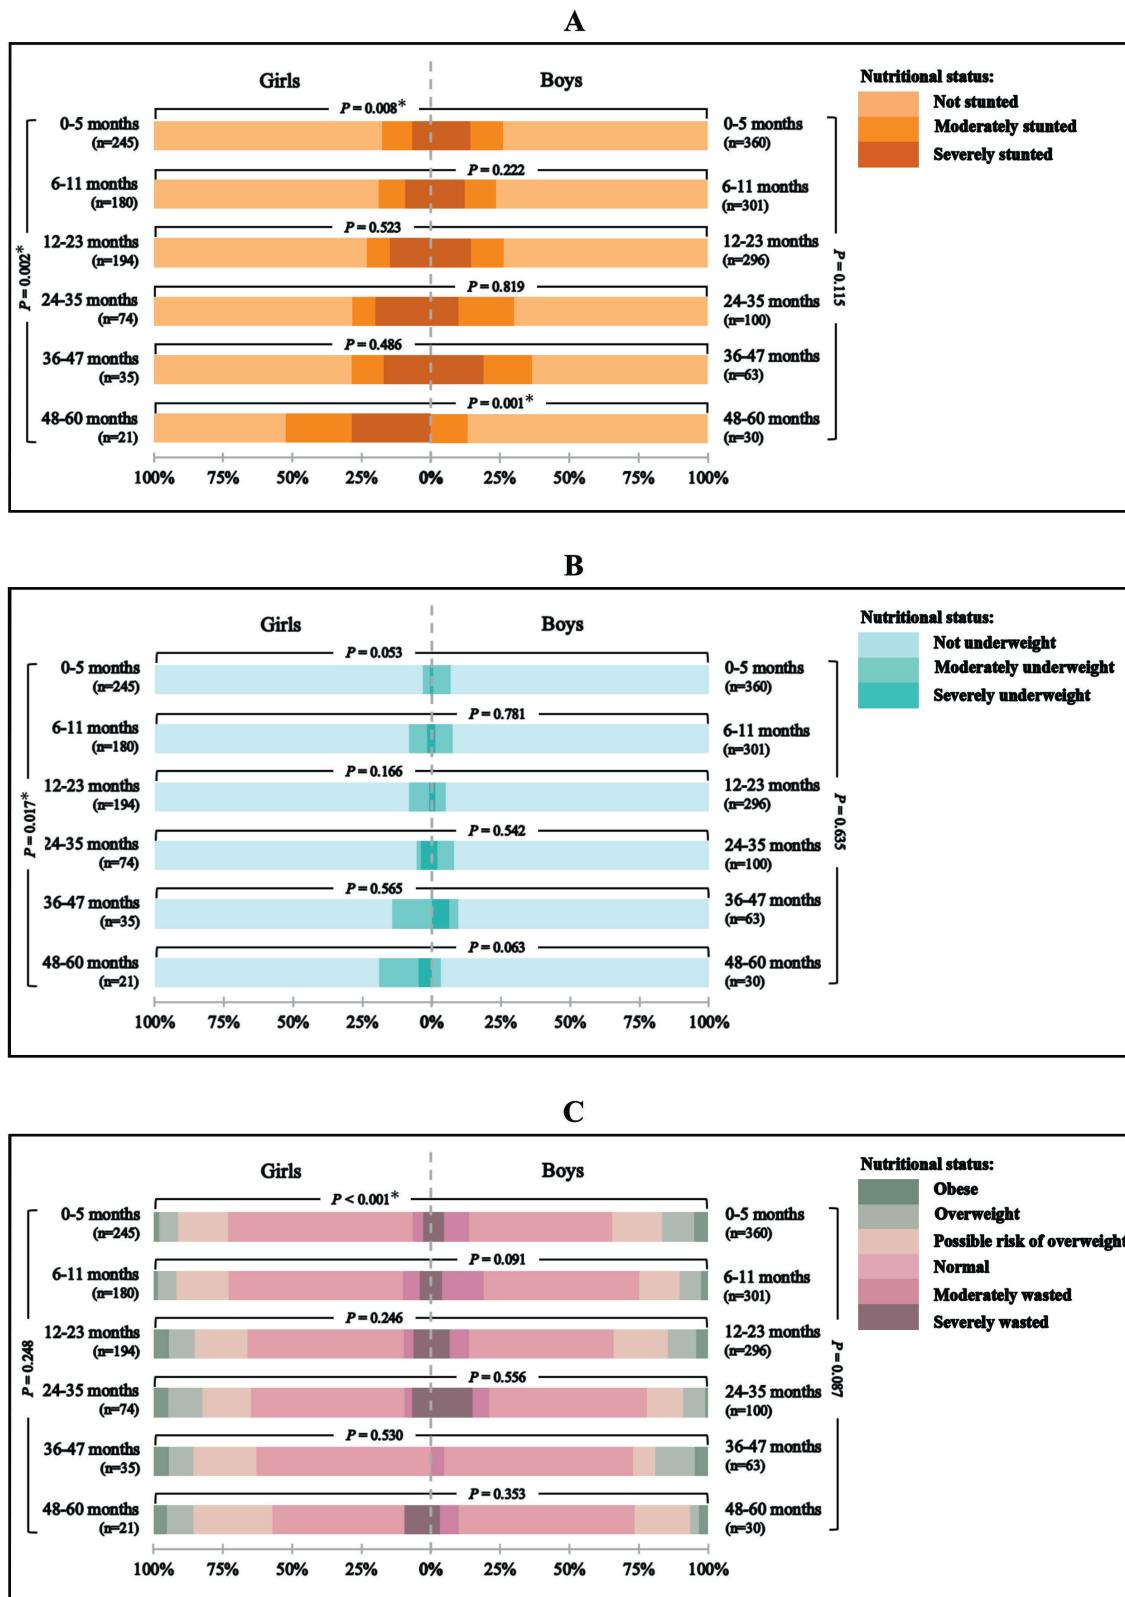 A
Girls Boys
Nutritional status:
Not stunted
Moderately stunted
Severely stunted
P = 0.008*
0-5 months
(n=245)
0-5 months
(n=360)
P = 0.222
6-11 months
(n=180)
6-11 months
(n=301)
P = 0.523
12-23 months
(n=194)
12-23 months
(n=296)
P = 0.002*
P = 0.115
P = 0.819
24-35 months
(n=74)
24-35 months
(n=100)
P = 0.486
36-47 months
(n=35)
36-47 months
(n=63)
P = 0.001*
48-60 months
(n=21)
48-60 months
(n=30)
100% 75% 50% 25% 0% 25% 50% 75% 100%
B
Girls Boys
Nutritional status:
Not underweight
Moderately underweight
Severely underweight
P = 0.053
0-5 months
(n=245)
0-5 months
(n=360)
P = 0.781
6-11 months
(n=180)
6-11 months
(n=301)
P = 0.166
12-23 months
(n=194)
12-23 months
(n=296)
P = 0.017*
P = 0.635
P = 0.542
24-35 months
(n=74)
24-35 months
(n=100)
P = 0.565
36-47 months
(n=35)
36-47 months
(n=63)
P = 0.063
48-60 months
(n=21)
48-60 months
(n=30)
100% 75% 50% 25% 0% 25% 50% 75% 100%
C
Girls Boys
Nutritional status:
Obese
Overweight
Possible risk of overweight
Normal
Moderately wasted
Severely wasted
P < 0.001*
0-5 months
(n=245)
0-5 months
(n=360)
P = 0.091
6-11 months
(n=180)
6-11 months
(n=301)
P = 0.246
12-23 months
(n=194)
12-23 months
(n=296)
P = 0.248
P = 0.087
P = 0.556
24-35 months
(n=74)
24-35 months
(n=100)
P = 0.530
36-47 months
(n=35)
36-47 months
(n=63)
P = 0.353
48-60 months
(n=21)
48-60 months
(n=30)
100% 75% 50% 25% 0% 25% 50% 75% 100%